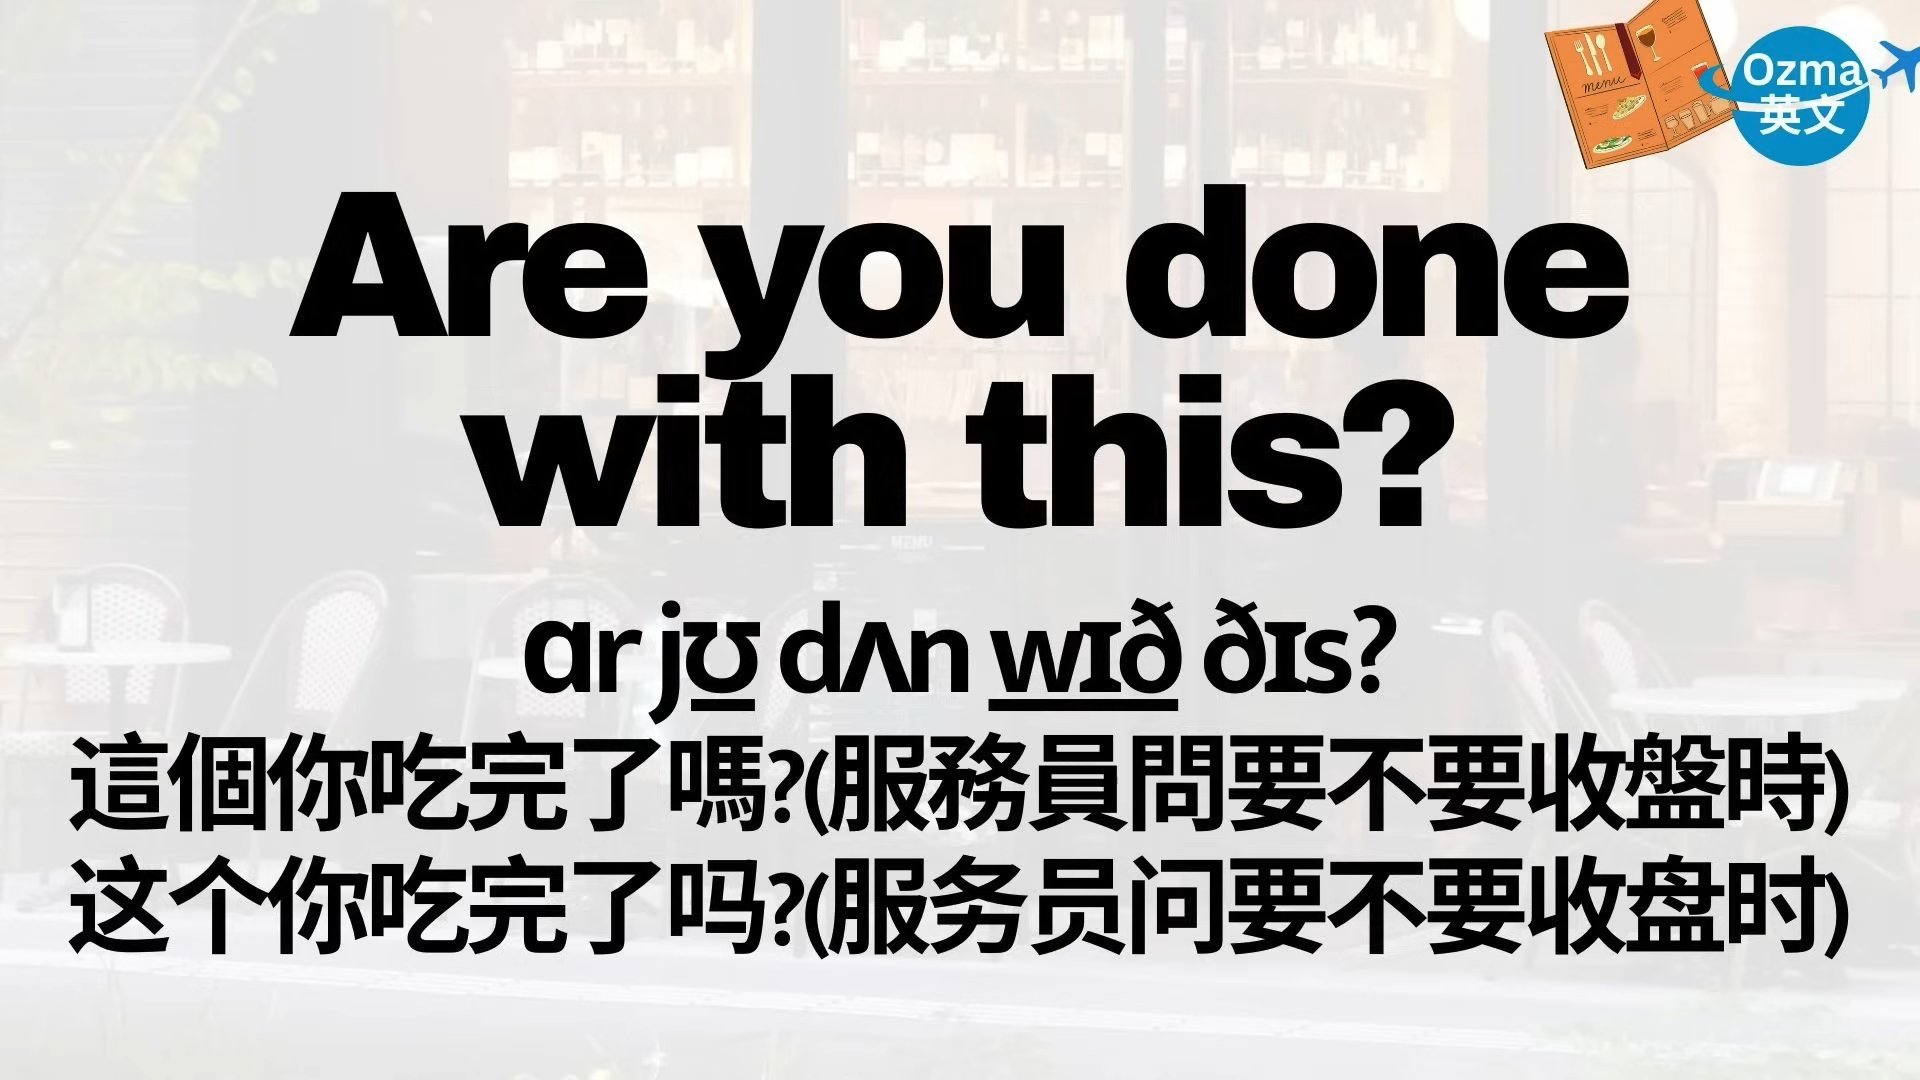 menu
Ozma
英文
Are you done
with this?
ɑr jʊ dʌn wɪð ðɪs?
這個你吃完了嗎?(服務員問要不要收盤時)
这个你吃完了吗?(服务员问要不要收盘时)
MENU